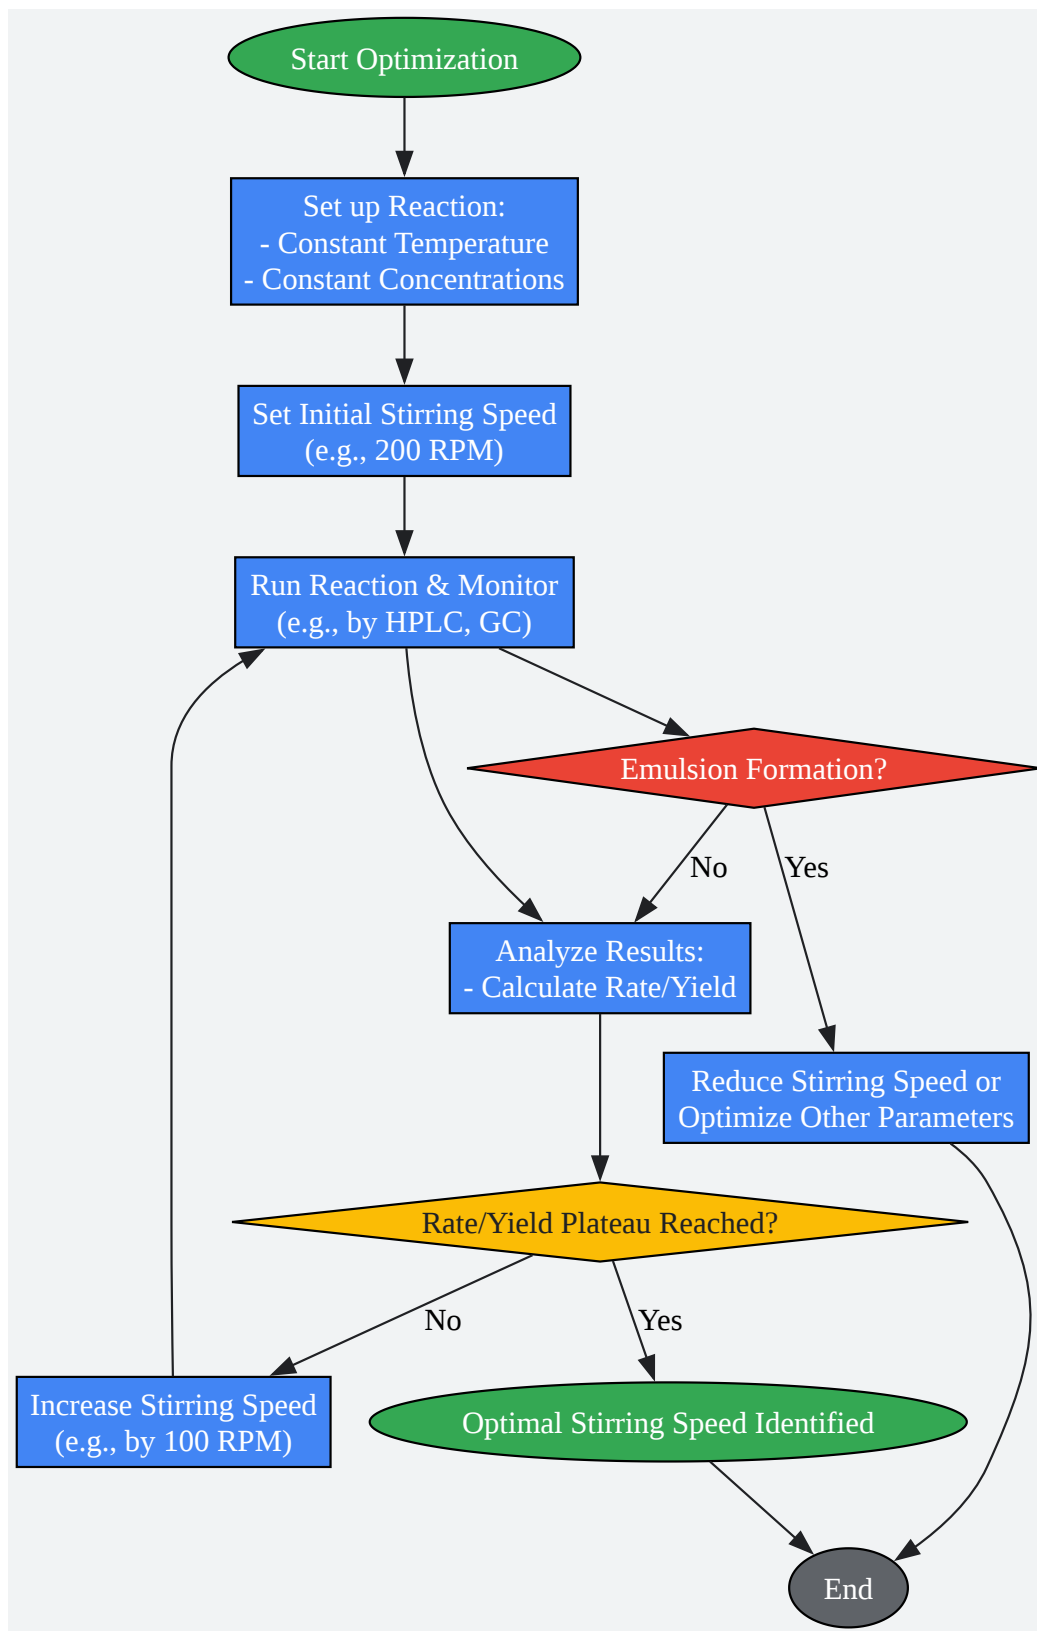 Start Optimization
Set up Reaction:
- Constant Temperature
- Constant Concentrations
Set Initial Stirring Speed
(e.g., 200 RPM)
Run Reaction & Monitor
(e.g., by HPLC, GC)
Emulsion Formation?
No
Yes
Analyze Results:
- Calculate Rate/Yield
Reduce Stirring Speed or
Optimize Other Parameters
Rate/Yield Plateau Reached?
No
Yes
Increase Stirring Speed
(e.g., by 100 RPM)
Optimal Stirring Speed Identified
End